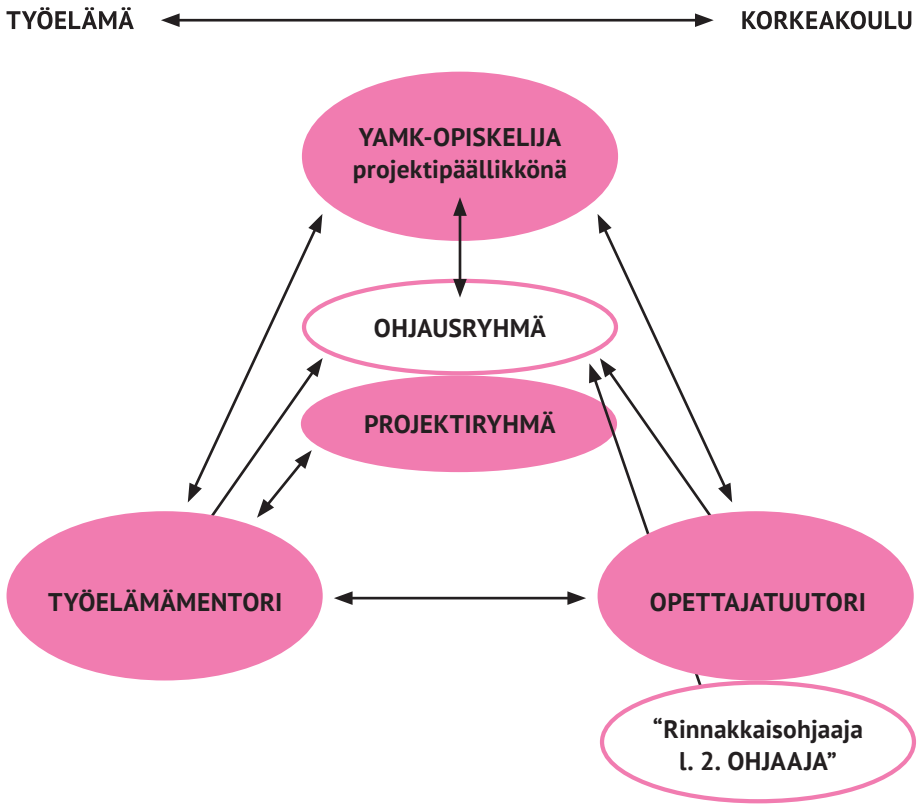 TYÖELÄMÄ KORKEAKOULU
YAMK-OPISKELIJA
projektipäällikkönä
OHJAUSRYHMÄ
PROJEKTIRYHMÄ
TYÖELÄMÄMENTORI
OPETTAJATUUTORI
“Rinnakkaisohjaaja
l. 2. OHJAAJA”